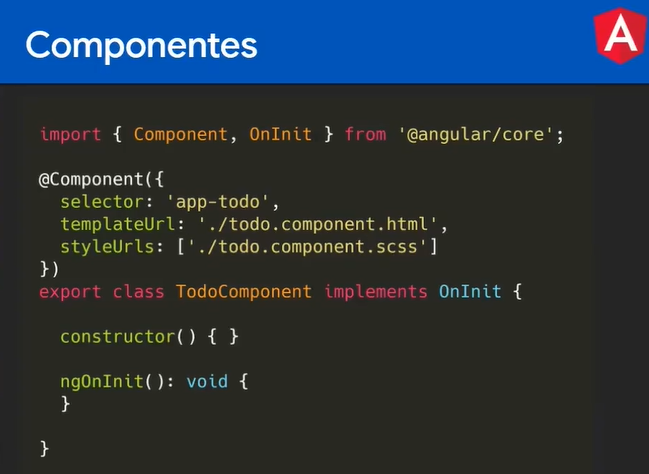 Componentes
A
import { Component, OnInit } from '@angular/core';
@Component({
  selector: 'app-todo',
  templateUrl: './todo.component.html',
  styleUrls: ['./todo.component.scss']
})
export class TodoComponent implements OnInit {
  constructor() { }
  ngOnInit(): void {
  }
}